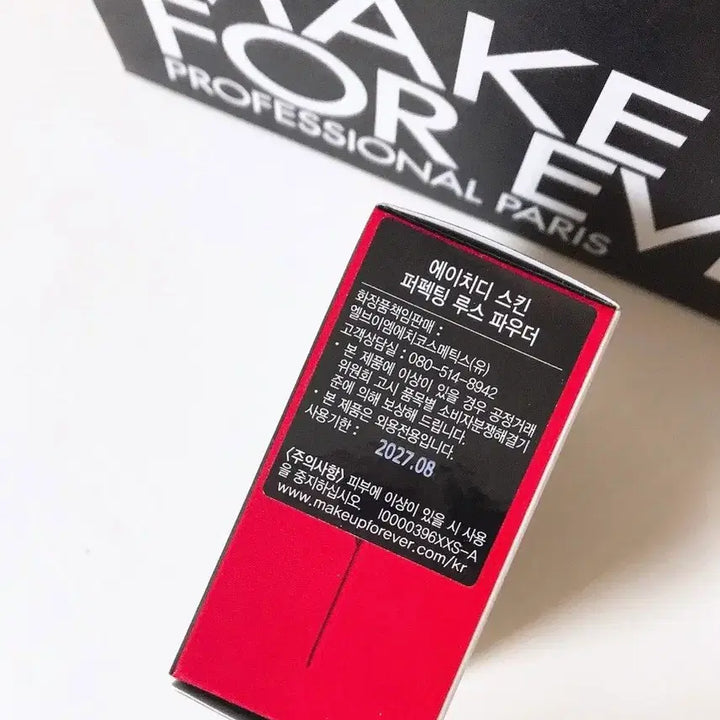 MAKE
FOR EV
PROFESSIONAL PARIS
에이치디 스킨
퍼펙팅 루스 파우더
화장품책임판매 :
엘브이엠에치코스메틱스(유)
고객상담실 : 080-514-8942
• 본 제품에 이상이 있을 경우 공정거래
위원회 고시 품목별 소비자분쟁해결기
준에 의해 보상해 드립니다.
• 본 제품은 외용전용입니다.
사용기한 :
2027.08
<주의사항> 피부에 이상이 있을 시 사용
을 중지하십시오 I0000396XXS-A
www.makeupforever.com/kr